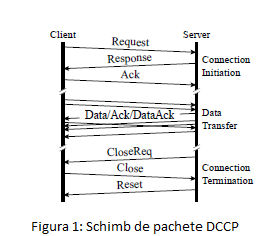 Client Server
Request
Response
Connection
Initiation
Ack
Data/Ack/DataAck
Data
Transfer
CloseReq
Close
Connection
Termination
Reset
Figura 1: Schimb de pachete DCCP